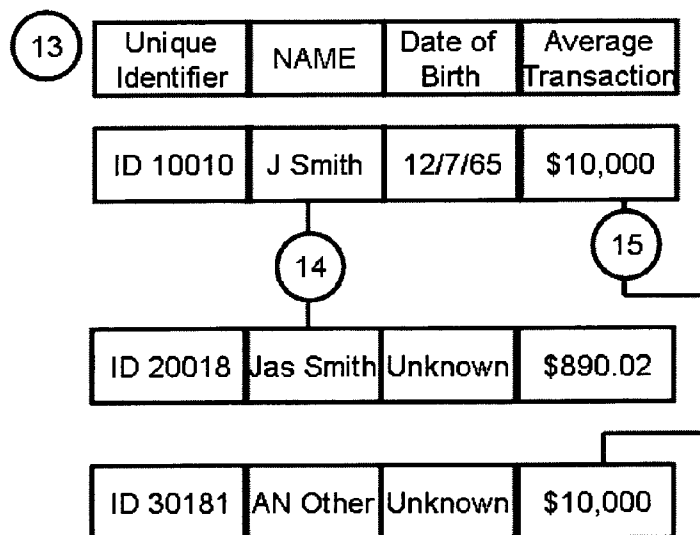 13
Unique Identifier NAME Date of Birth Average Transaction
ID 10010 J Smith 12/7/65 $10,000
14 15
ID 20018 Jas Smith Unknown $890.02
ID 30181 AN Other Unknown $10,000